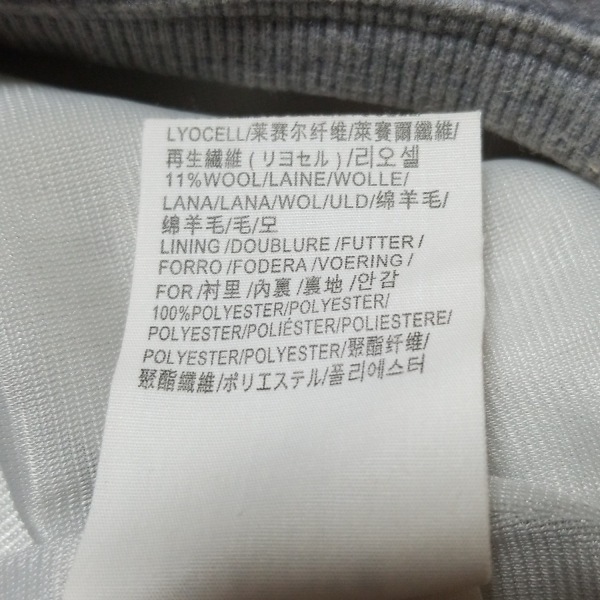 LYOCELL/莱赛尔纤维/萊賽爾纖維/
再生繊維(リヨセル)/리오셀
11%WOOL/LAINE/WOLLE/
LANA/LANA/WOL/ULD/绵羊毛/
绵羊毛/毛/모
LINING/DOUBLURE/FUTTER/
FORRO/FODERA/VOERING/
FOR/衬里/內裏/裏地/안감
100%POLYESTER/POLYESTER/
POLYESTER/POLIÉSTER/POLIESTERE/
POLYESTER/POLYESTER/聚酯纤维/
聚酯纖維/ポリエステル/폴리에스터